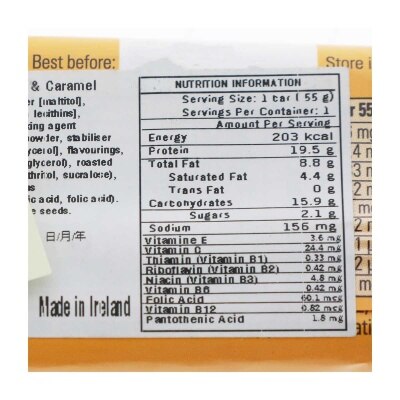 Best before:
Store i
& Caramel
er [maltitol],
lecithins],
ing agent
powder, stabiliser
lycerol], flavourings,
glycerol), roasted
thritol, sucralose),
ic acid, folic acid).
e seeds.
日/月/年
Made in Ireland
NUTRITION INFORMATION
Serving Size: 1 bar ( 55 g)
Servings Per Container: 1
Amount Per Serving
Energy 203 kcal
Protein 19.5 g
Total Fat 8.8 g
Saturated Fat 4.4 g
Trans Fat 0 g
Carbohydrates 15.9 g
Sugars 2.1 g
Sodium 156 mg
Vitamine E 3.6 mg
Vitamin C 24.4 mg
Thiamin (Vitamin B1) 0.33 mg
Riboflavin (Vitamin B2) 0.42 mg
Niacin (Vitamin B3) 4.8 mg
Vitamin B6 0.42 mg
Folic Acid 60.1 mcg
Vitamin B12 0.82 mcg
Pantothenic Acid 1.8 mg